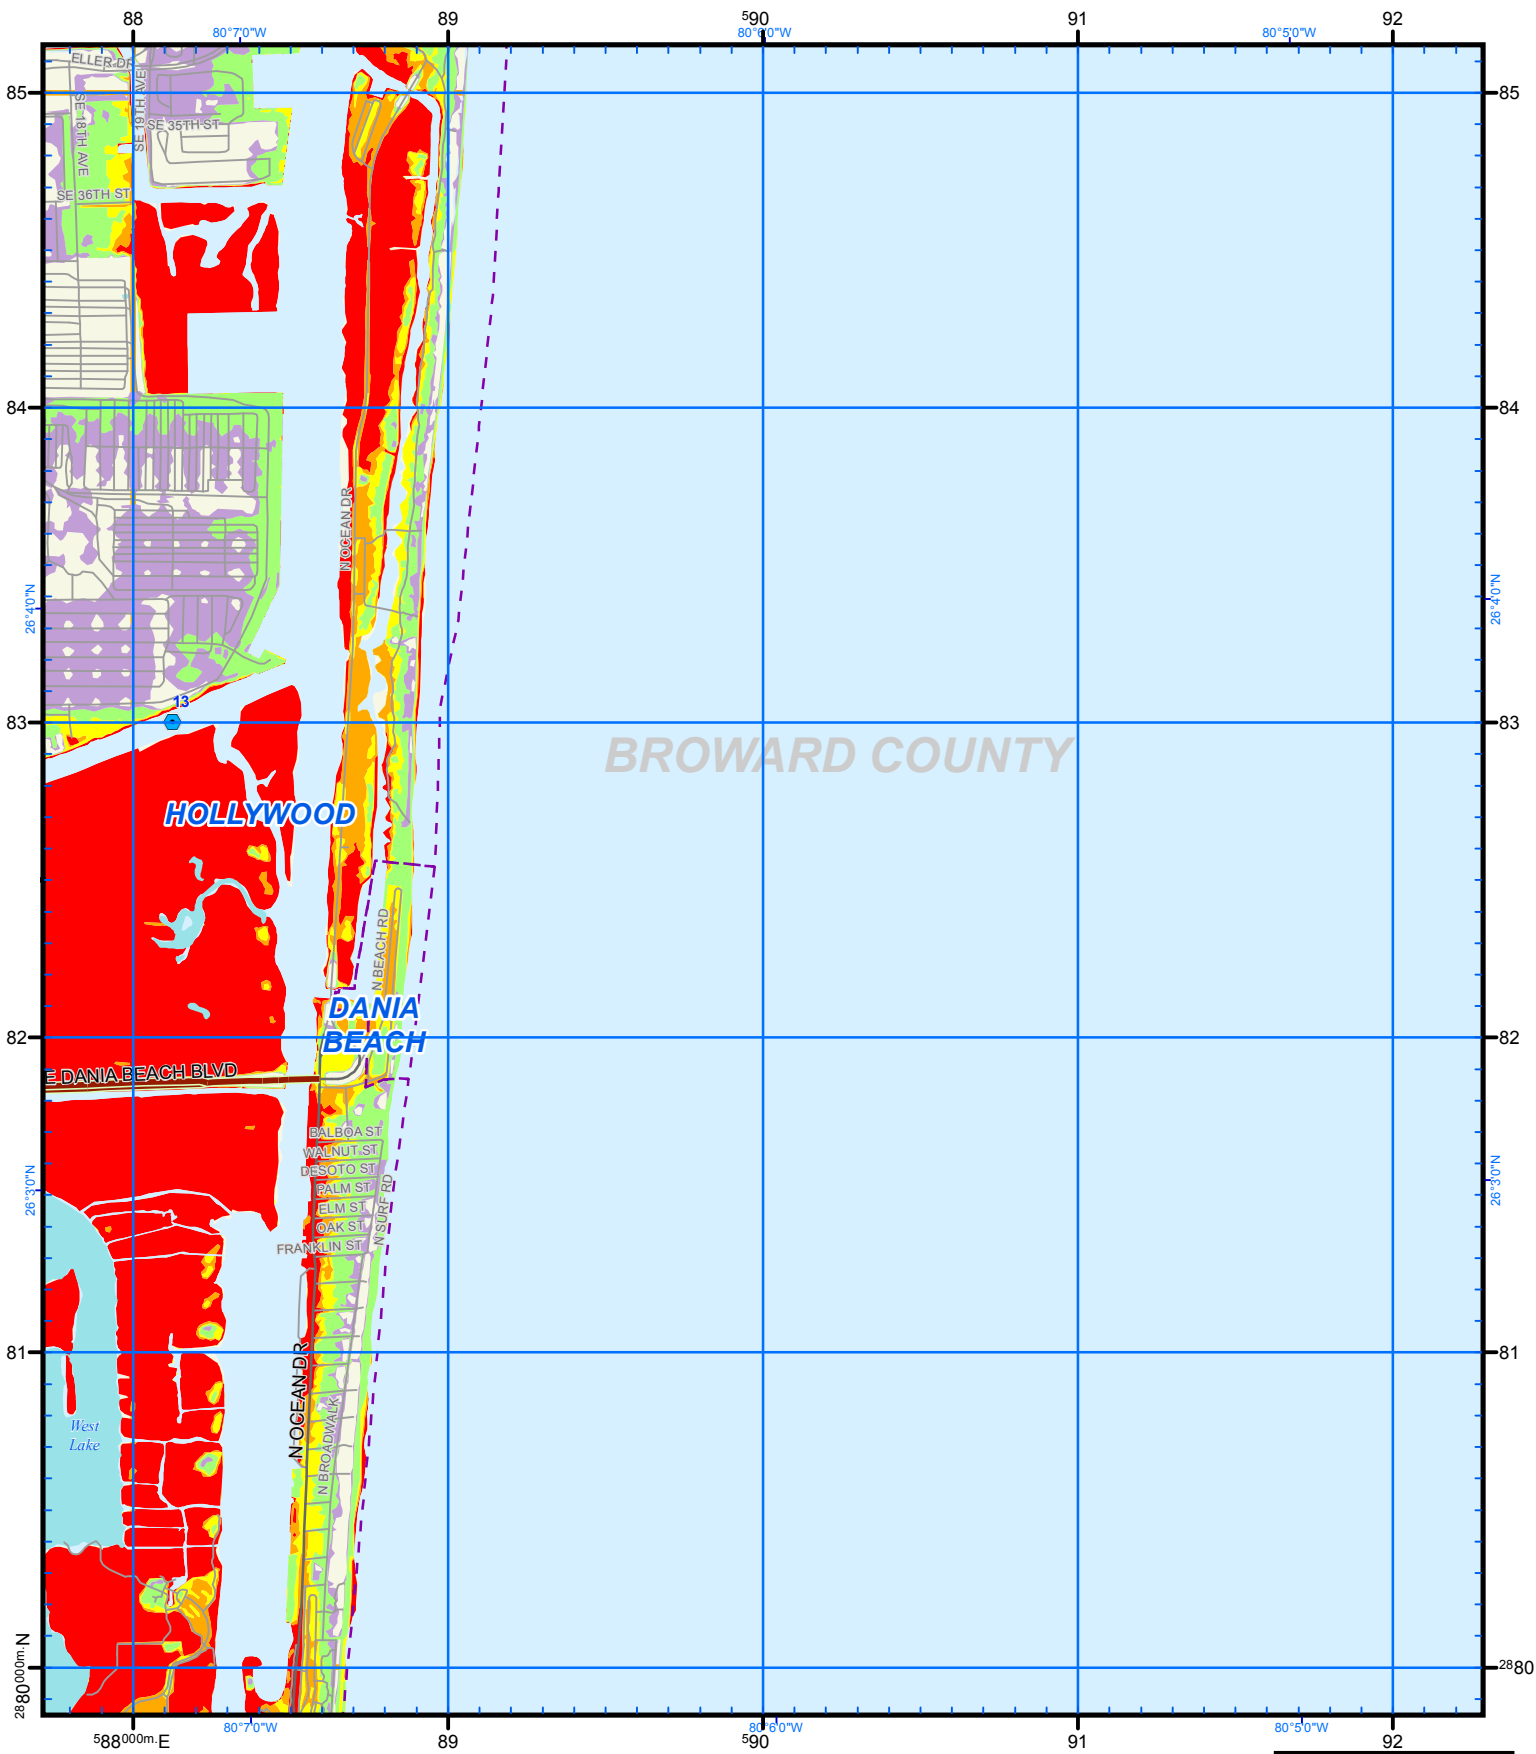 88
89
⁵90
91
92
80°7'0"W
80°6'0"W
80°5'0"W
ELLER DR
85
85
SE 18TH AVE
SE 19TH AVE
SE 35TH ST
SE 36TH ST
84
84
N OCEAN DR
26°4'0"N
26°4'0"N
13
83
83
BROWARD COUNTY
HOLLYWOOD
N BEACH RD
DANIA
BEACH
82
82
E DANIA BEACH BLVD
BALBOA ST
WALNUT ST
DESOTO ST
PALM ST
ELM ST
OAK ST
FRANKLIN ST
N SURF RD
26°3'0"N
26°3'0"N
81
81
N OCEAN DR
N BROADWALK
West
Lake
²⁸80⁰⁰⁰ᵐ·N
²⁸80
80°7'0"W
80°6'0"W
80°5'0"W
⁵88⁰⁰⁰ᵐ·E
89
⁵90
91
92